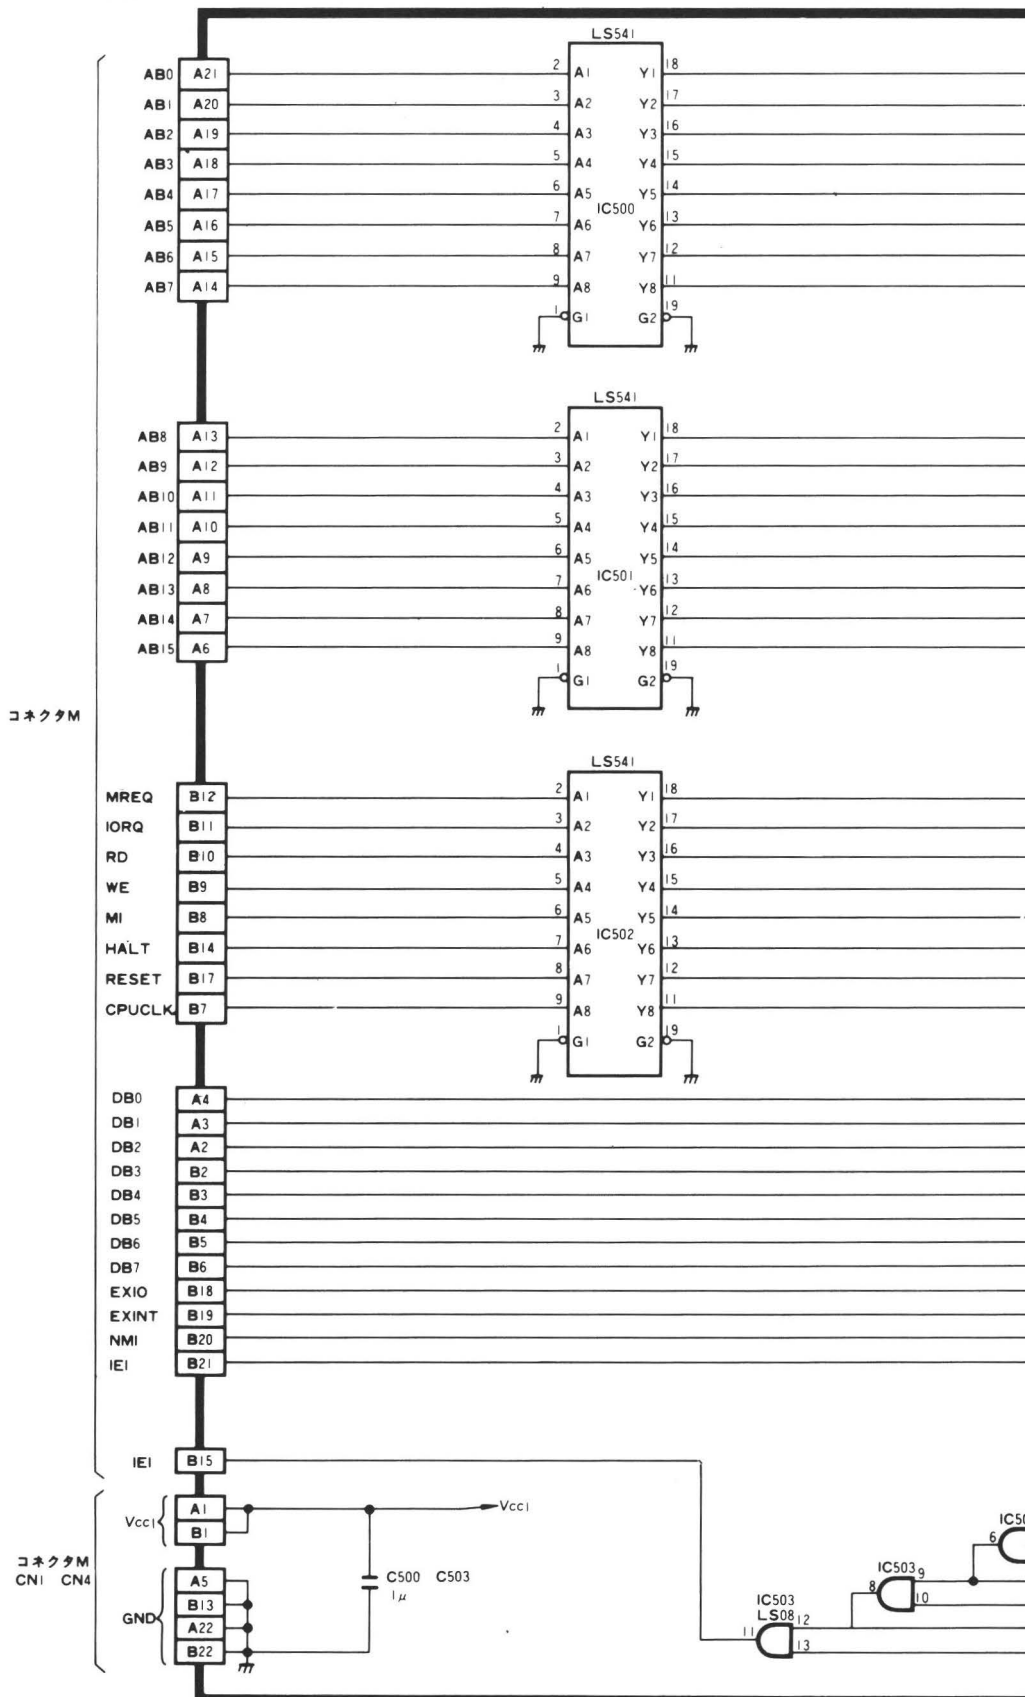 LS541
AB0 A21 2 A1 Y1 18
AB1 A20 3 A2 Y2 17
AB2 A19 4 A3 Y3 16
AB3 A18 5 A4 Y4 15
AB4 A17 6 A5 Y5 14
IC500
AB5 A16 7 A6 Y6 13
AB6 A15 8 A7 Y7 12
AB7 A14 9 A8 Y8 11
1 G1 G2 19
LS541
AB8 A13 2 A1 Y1 18
AB9 A12 3 A2 Y2 17
AB10 A11 4 A3 Y3 16
AB11 A10 5 A4 Y4 15
AB12 A9 6 A5 Y5 14
IC501
AB13 A8 7 A6 Y6 13
AB14 A7 8 A7 Y7 12
AB15 A6 9 A8 Y8 11
1 G1 G2 19
コネクタM
LS541
MREQ B12 2 A1 Y1 18
IORQ B11 3 A2 Y2 17
RD B10 4 A3 Y3 16
WE B9 5 A4 Y4 15
M1 B8 6 A5 Y5 14
IC502
HALT B14 7 A6 Y6 13
RESET B17 8 A7 Y7 12
CPUCLK B7 9 A8 Y8 11
1 G1 G2 19
DB0 A4
DB1 A3
DB2 A2
DB3 B2
DB4 B3
DB5 B4
DB6 B5
DB7 B6
EXIO B18
EXINT B19
NMI B20
IEI B21
IEI B15
Vcc1 A1 Vcc1
B1
コネクタM
CN1 CN4
GND A5
B13
A22
B22
C500 C503
1μ
6
IC503
8 9
10
IC503
LS08
11 12
13